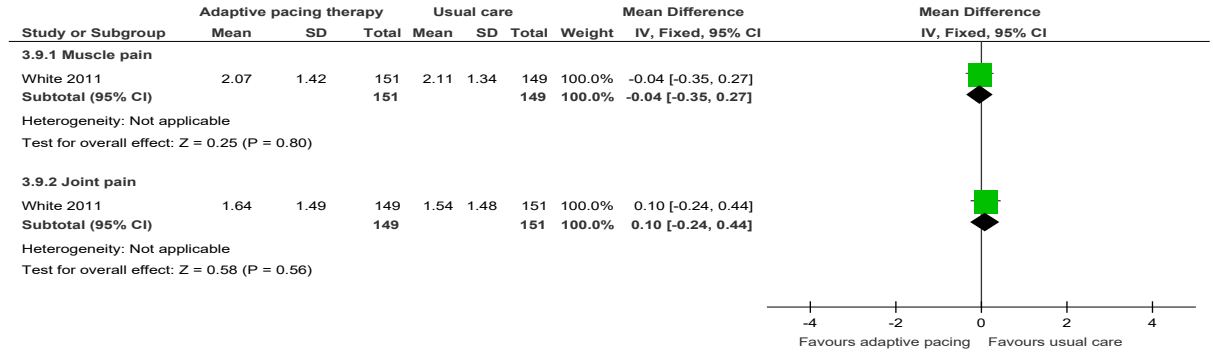 Adaptive pacing therapy Usual care Mean Difference Mean Difference
Study or Subgroup Mean SD Total Mean SD Total Weight IV, Fixed, 95% CI IV, Fixed, 95% CI
3.9.1 Muscle pain
White 2011 2.07 1.42 151 2.11 1.34 149 100.0% -0.04 [-0.35, 0.27]
Subtotal (95% CI) 151 149 100.0% -0.04 [-0.35, 0.27]
Heterogeneity: Not applicable
Test for overall effect: Z = 0.25 (P = 0.80)
3.9.2 Joint pain
White 2011 1.64 1.49 149 1.54 1.48 151 100.0% 0.10 [-0.24, 0.44]
Subtotal (95% CI) 149 151 100.0% 0.10 [-0.24, 0.44]
Heterogeneity: Not applicable
Test for overall effect: Z = 0.58 (P = 0.56)
-4 -2 0 2 4
Favours adaptive pacing Favours usual care